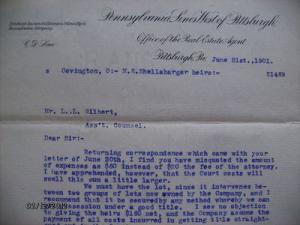 Pennsylvania Lines West of Pittsburgh
Pennsylvania Company.
Office of the Real Estate Agent
Pittsburgh, Pa. June 21st., 1901.
Covington, O:- M.E.Shellabarger heirs:- 31489
Mr. L. L. Gilbert,
Ass't. Counsel.
Dear Sir:-
Returning correspondence which came with your
letter of June 20th, I find you have misquoted the amount
of expenses as $60 instead of $20 the fee of the attorney.
I have apprehended, however, that the Court costs will
swell this sum a little larger.
We must have the lot, since it intervenes be-
tween two groups of lots now owned by the Company, and I
recommend that it be secured by any method whereby we can
possession under a good title. I see no objection
to giving the heirs $180 net, and the Company assume the
payment of all costs incurred in getting title straight-